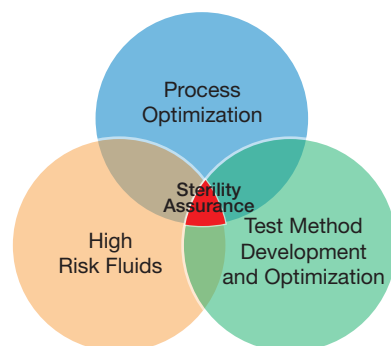 Process
Optimization
Sterility
Assurance
High
Risk Fluids
Test Method
Development
and Optimization